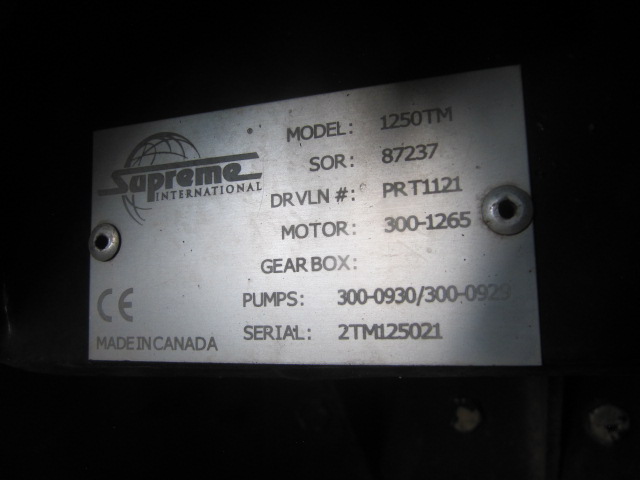 Supreme
INTERNATIONAL
MODEL: 1250TM
SOR: 87237
DRVLN #: PRT1121
MOTOR: 300-1265
GEAR BOX:
PUMPS: 300-0930/300-0929
SERIAL: 2TM125021
CE
MADE IN CANADA